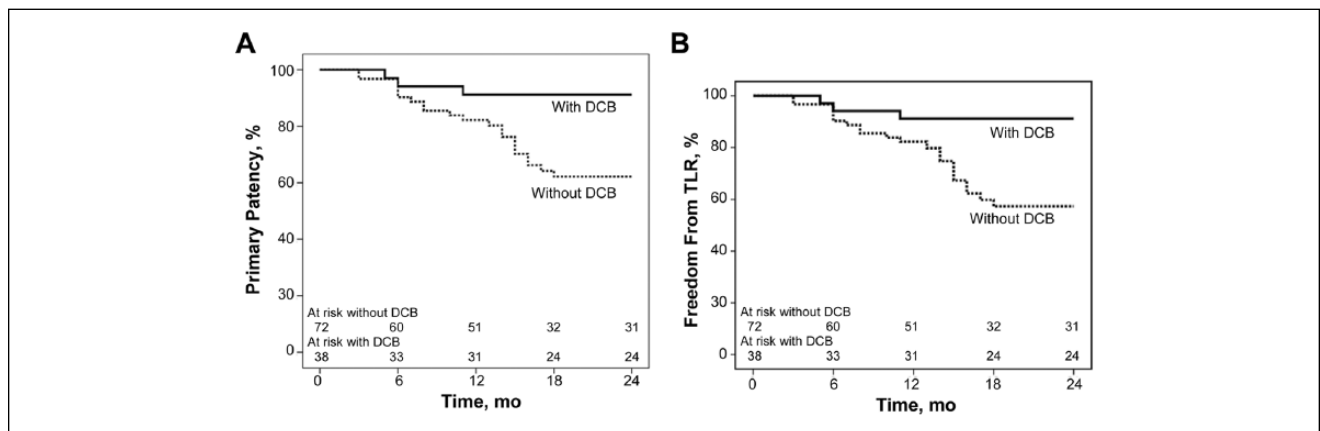 A
Primary Patency, %
100
80
60
40
30
0
With DCB
Without DCB
At risk without DCB
72 60 51 32 31
At risk with DCB
38 33 31 24 24
0 6 12 18 24
Time, mo
B
Freedom From TLR, %
100
80
60
40
30
0
With DCB
Without DCB
At risk without DCB
72 60 51 32 31
At risk with DCB
38 33 31 24 24
0 6 12 18 24
Time, mo